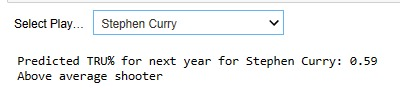 Select Play... Stephen Curry
Predicted TRU% for next year for Stephen Curry: 0.59
Above average shooter